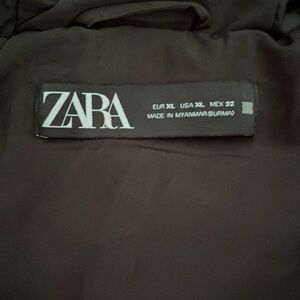 ZARA
EUR XL USA XL MEX 32
MADE IN MYANMAR(BURMA)